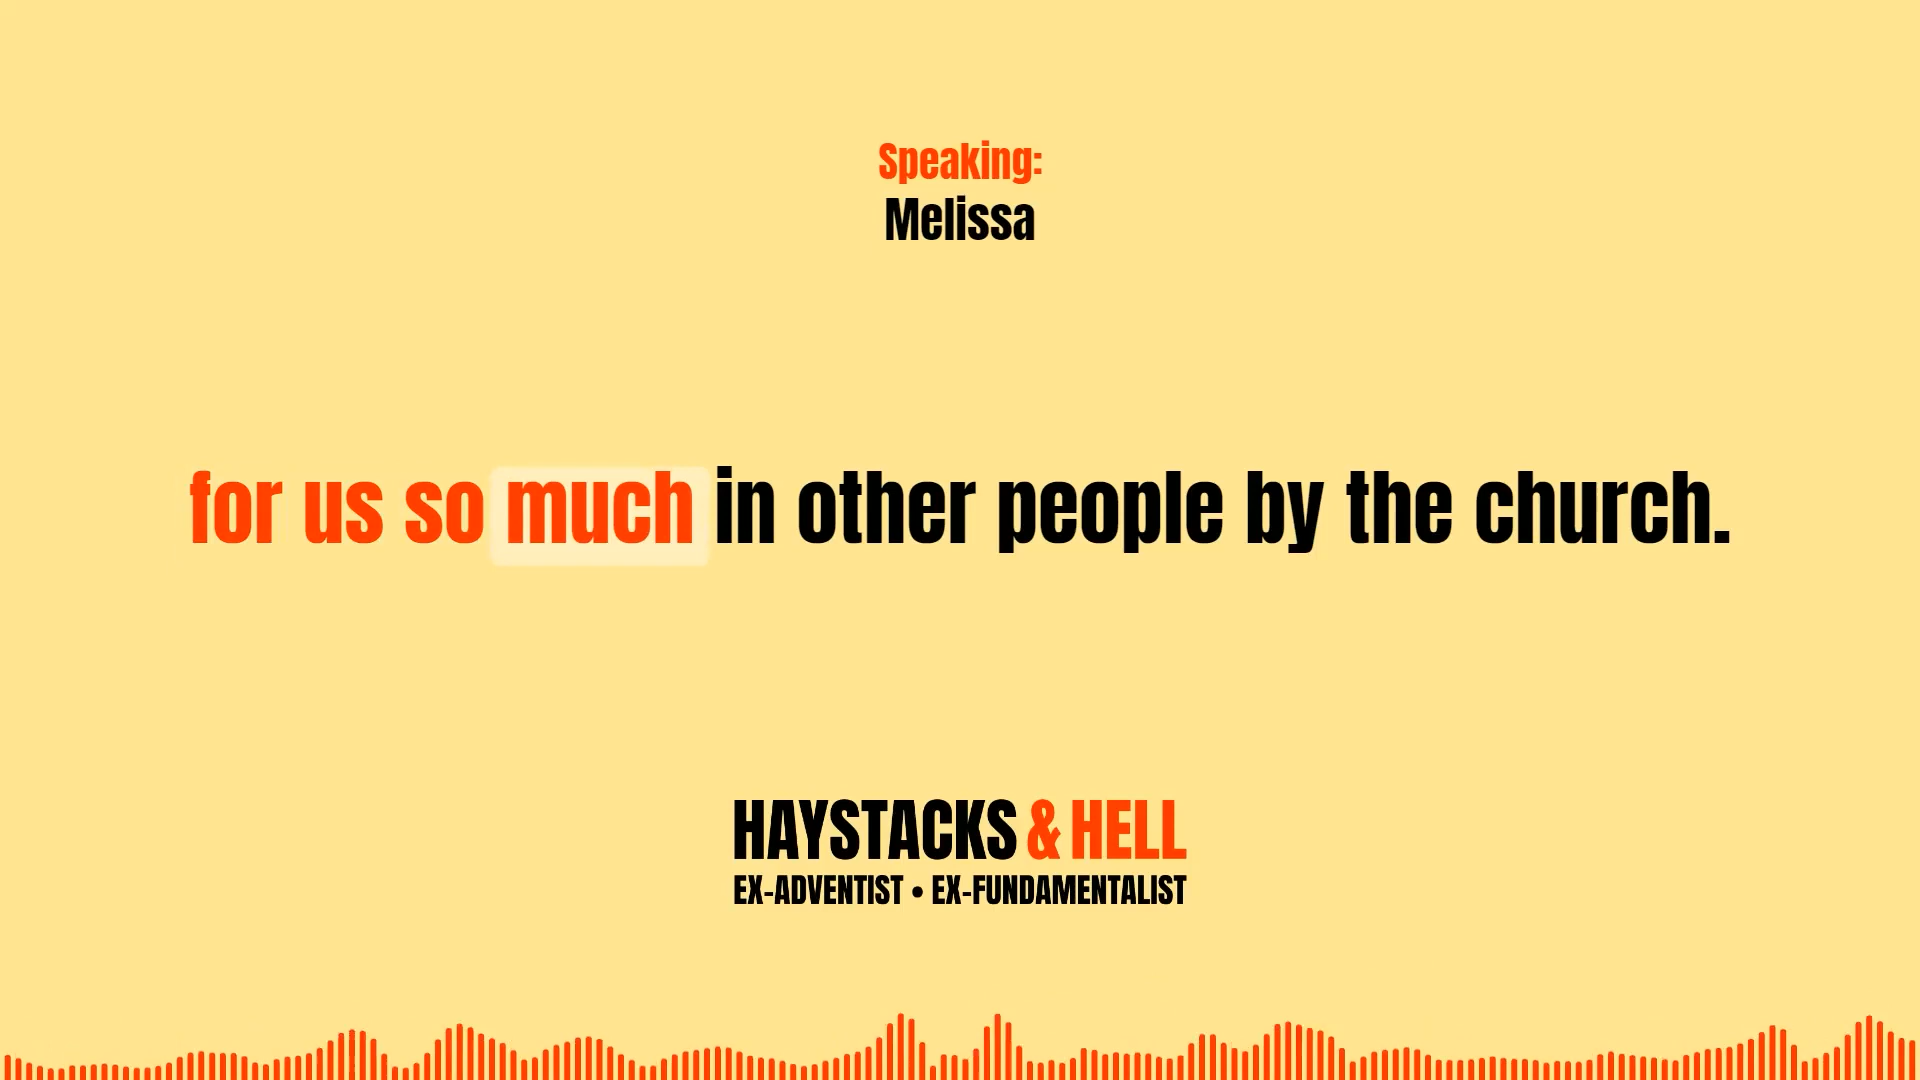 Speaking:
Melissa
for us so much in other people by the church.
HAYSTACKS & HELL
EX-ADVENTIST • EX-FUNDAMENTALIST